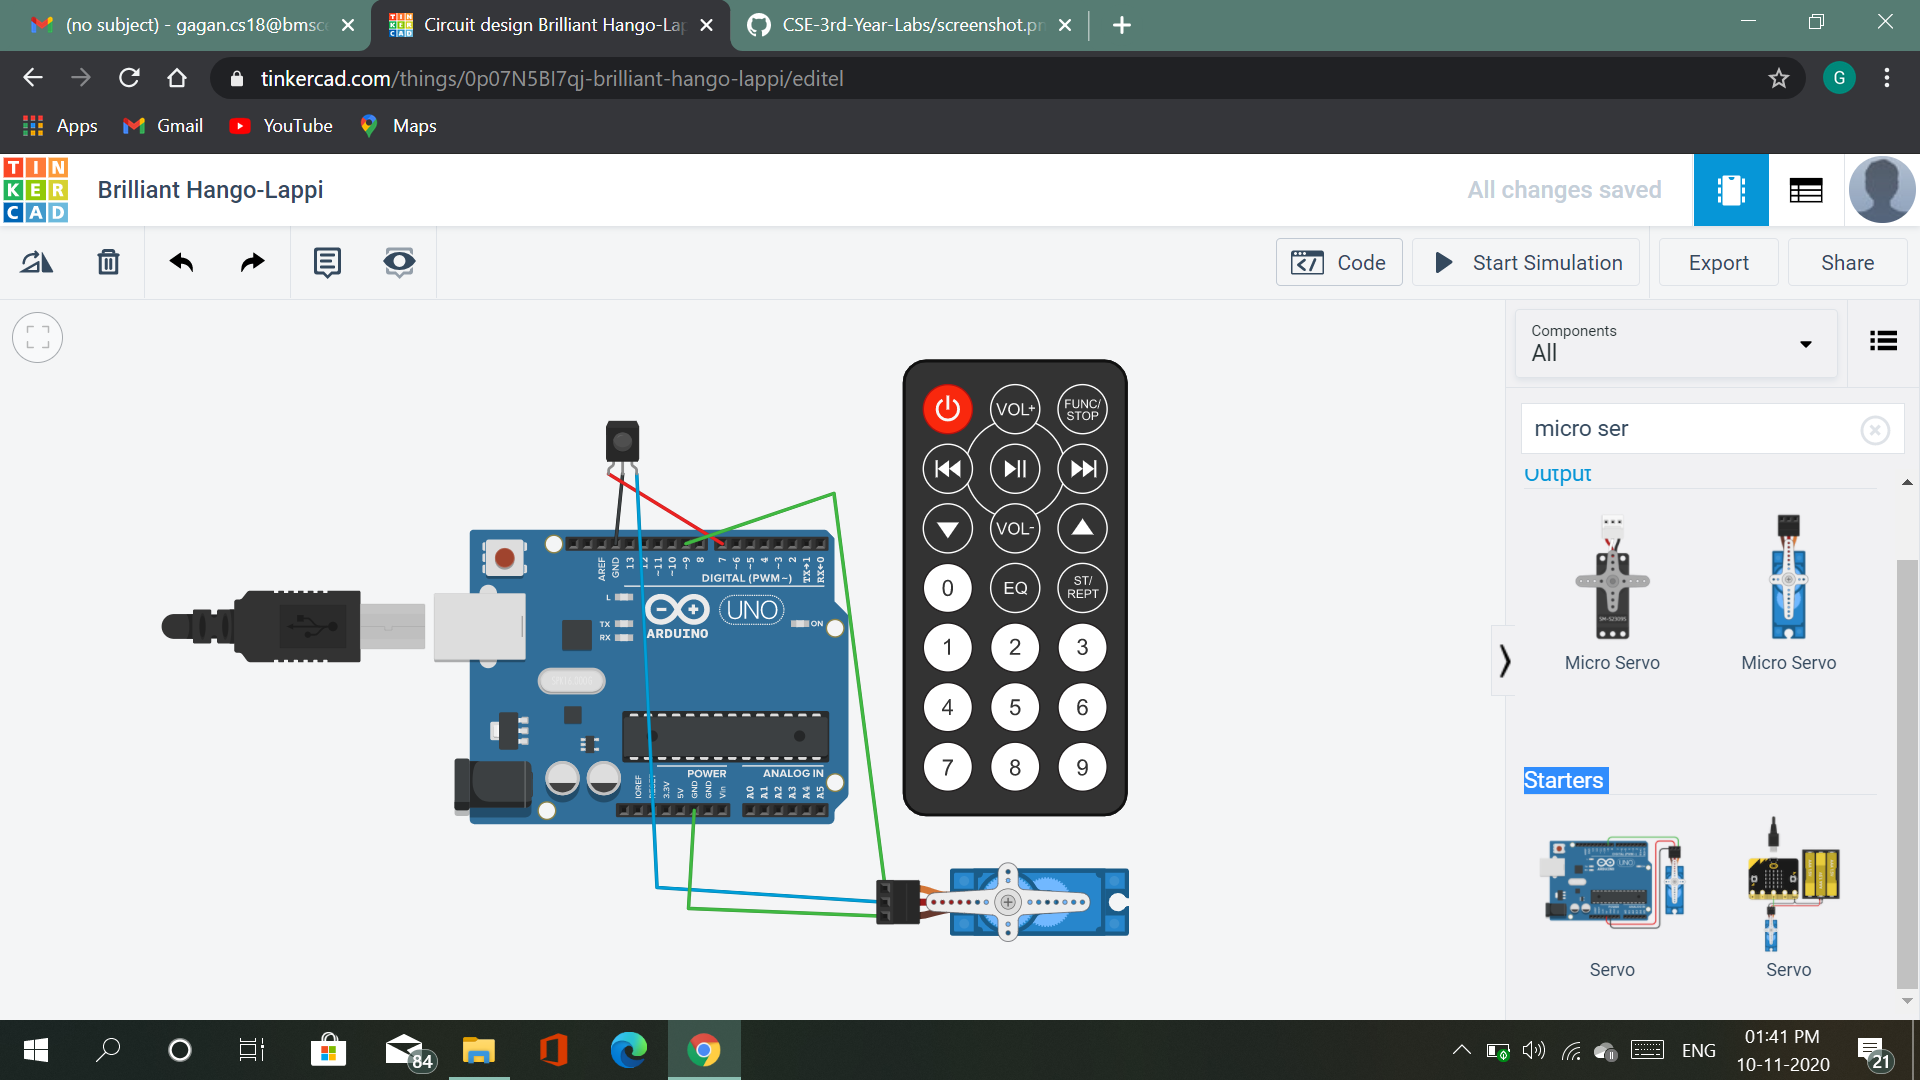 (no subject) - gagan.cs18@bmsce
Circuit design Brilliant Hango-Lap
CSE-3rd-Year-Labs/screenshot.pn
tinkercad.com/things/0p07N5BI7qj-brilliant-hango-lappi/editel
G
Apps
Gmail
YouTube
Maps
TIN
KER
CAD
Brilliant Hango-Lappi
All changes saved
Code
Start Simulation
Export
Share
Components
All
micro ser
Output
Micro Servo
Micro Servo
Starters
Servo
Servo
VOL+
FUNC/
STOP
VOL-
0
EQ
ST/
REPT
1 2 3
4 5 6
7 8 9
AREF
GND
13
12
~11
~10
~9
8
7
~6
~5
4
~3
2
TX→1
RX←0
DIGITAL (PWM~)
L
TX
RX
ARDUINO
UNO
ON
POWER
ANALOG IN
IOREF
RESET
3.3V
5V
GND
GND
Vin
A0
A1
A2
A3
A4
A5
84
ENG
01:41 PM
10-11-2020
21